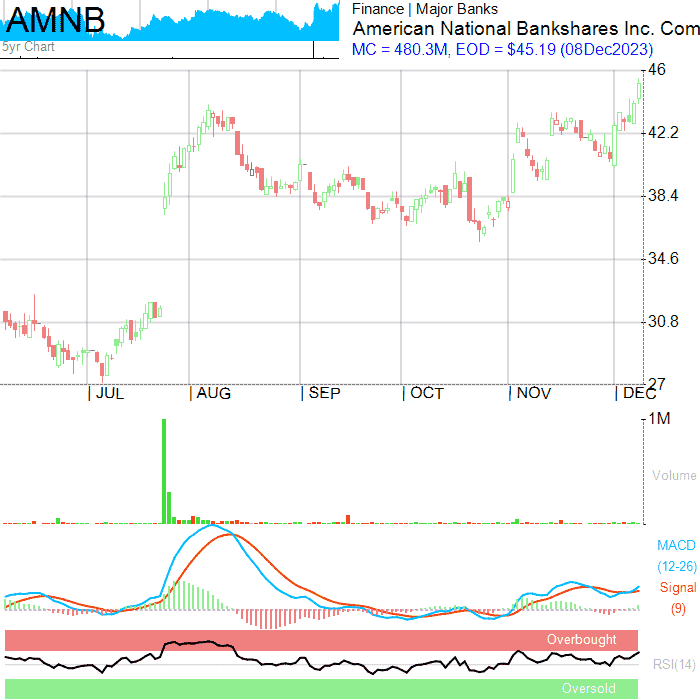 AMNB
5yr Chart
Finance | Major Banks
American National Bankshares Inc. Com
MC = 480.3M, EOD = $45.19 (08Dec2023)
46
42.2
38.4
34.6
30.8
27
| JUL | AUG | SEP | OCT | NOV | DEC
1M
Volume
MACD
(12-26)
Signal
(9)
Overbought
RSI(14)
Oversold